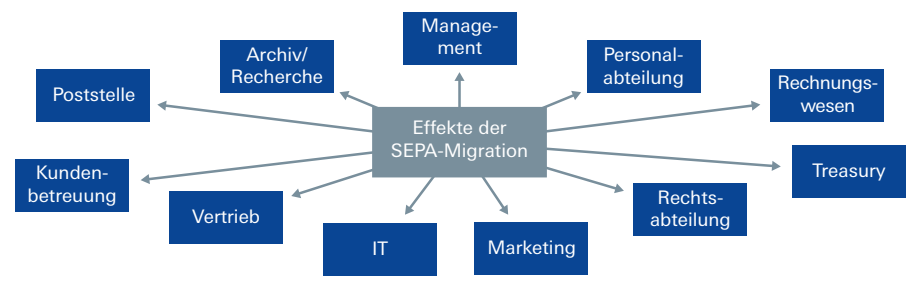 Manage-
ment
Archiv/
Recherche
Personal-
abteilung
Poststelle
Rechnungs-
wesen
Effekte der
SEPA-Migration
Kunden-
betreuung
Treasury
Vertrieb
Rechts-
abteilung
IT
Marketing